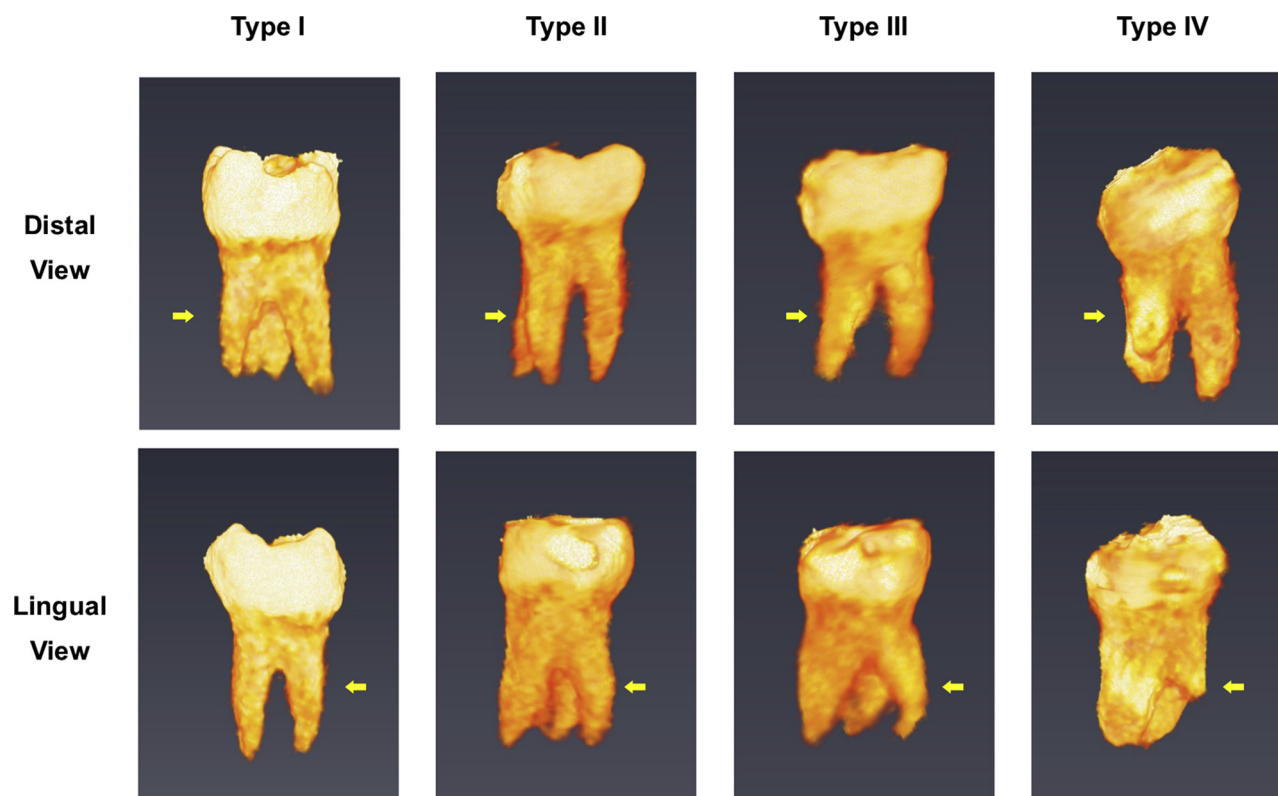 Type I
Type II
Type III
Type IV
Distal
View
Lingual
View